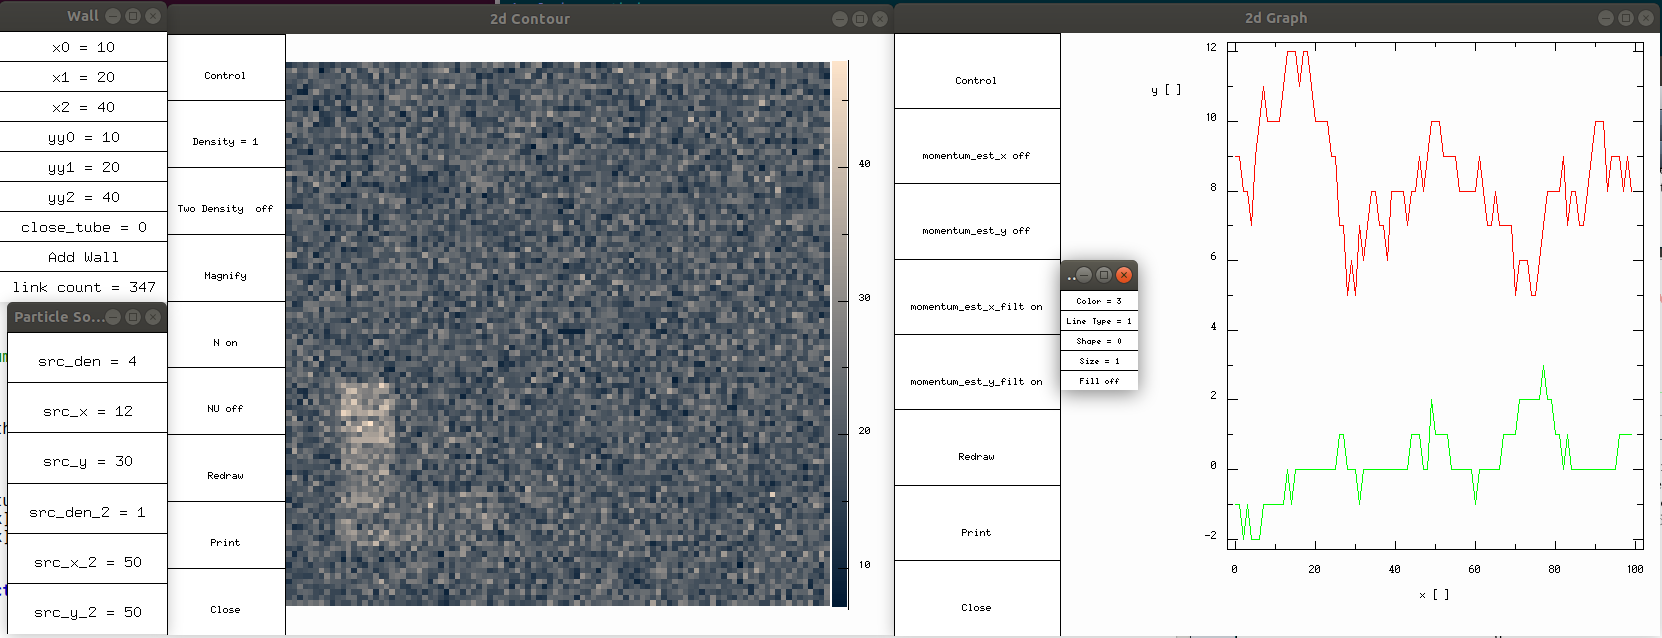 Wall
x0 = 10
x1 = 20
x2 = 40
yy0 = 10
yy1 = 20
yy2 = 40
close_tube = 0
Add Wall
link count = 347
Particle So...
src_den = 4
src_x = 12
src_y = 30
src_den_2 = 1
src_x_2 = 50
src_y_2 = 50
2d Contour
Control
Density = 1
Two Density off
Magnify
N on
NU off
Redraw
Print
Close
40
30
20
10
2d Graph
Control
momentum_est_x off
momentum_est_y off
momentum_est_x_filt on
momentum_est_y_filt on
Redraw
Print
Close
..
Color = 3
Line Type = 1
Shape = 0
Size = 1
Fill off
y [ ]
12
10
8
6
4
2
0
-2
0 20 40 60 80 100
x [ ]